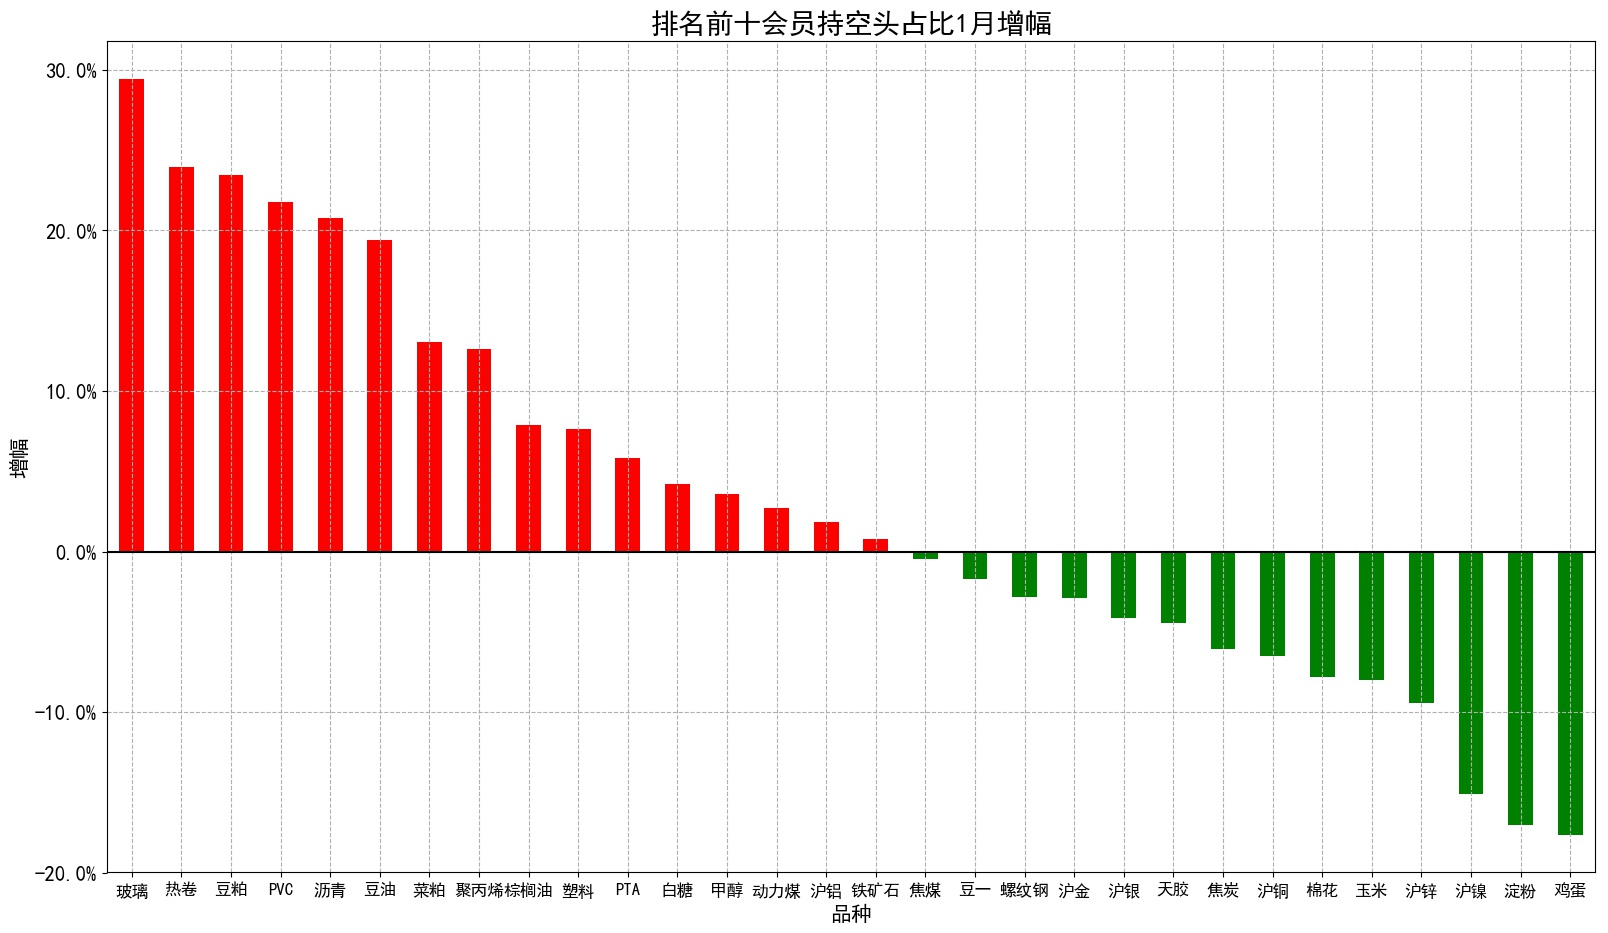 排名前十会员持空头占比1月增幅
30.0%
20.0%
10.0%
0.0%
-10.0%
-20.0%
增幅
玻璃 热卷 豆粕 PVC 沥青 豆油 菜粕 聚丙烯 棕榈油 塑料 PTA 白糖 甲醇 动力煤 沪铝 铁矿石 焦煤 豆一 螺纹钢 沪金 沪银 天胶 焦炭 沪铜 棉花 玉米 沪锌 沪镍 淀粉 鸡蛋
品种